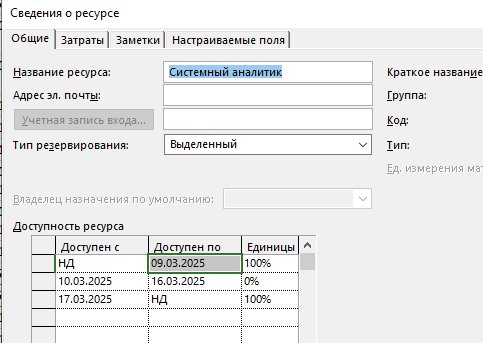 Сведения о ресурсе
Общие Затраты Заметки Настраиваемые поля
Название ресурса: Системный аналитик Краткое название
Адрес эл. почты: Группа:
Учетная запись входа... Код:
Тип резервирования: Выделенный Тип:
Ед. измерения мат
Владелец назначения по умолчанию:
Доступность ресурса
Доступен с Доступен по Единицы
НД 09.03.2025 100%
10.03.2025 16.03.2025 0%
17.03.2025 НД 100%